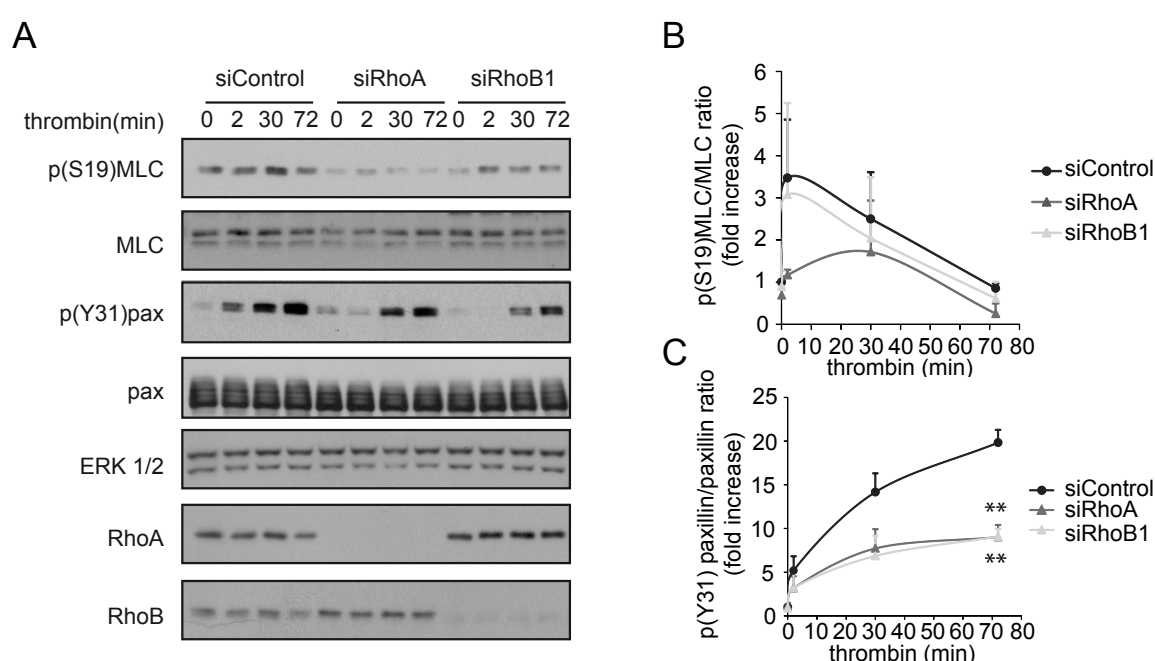 A
siControl siRhoA siRhoB1
thrombin(min) 0 2 30 72 0 2 30 72 0 2 30 72
p(S19)MLC
MLC
p(Y31)pax
pax
ERK 1/2
RhoA
RhoB
B
p(S19)MLC/MLC ratio
(fold increase)
6
5
4
3
2
1
0
0 10 20 30 40 50 60 70 80
thrombin (min)
siControl
siRhoA
siRhoB1
C
p(Y31) paxillin/paxillin ratio
(fold increase)
25
20
15
10
5
0
**
**
0 10 20 30 40 50 60 70 80
thrombin (min)
siControl
siRhoA
siRhoB1